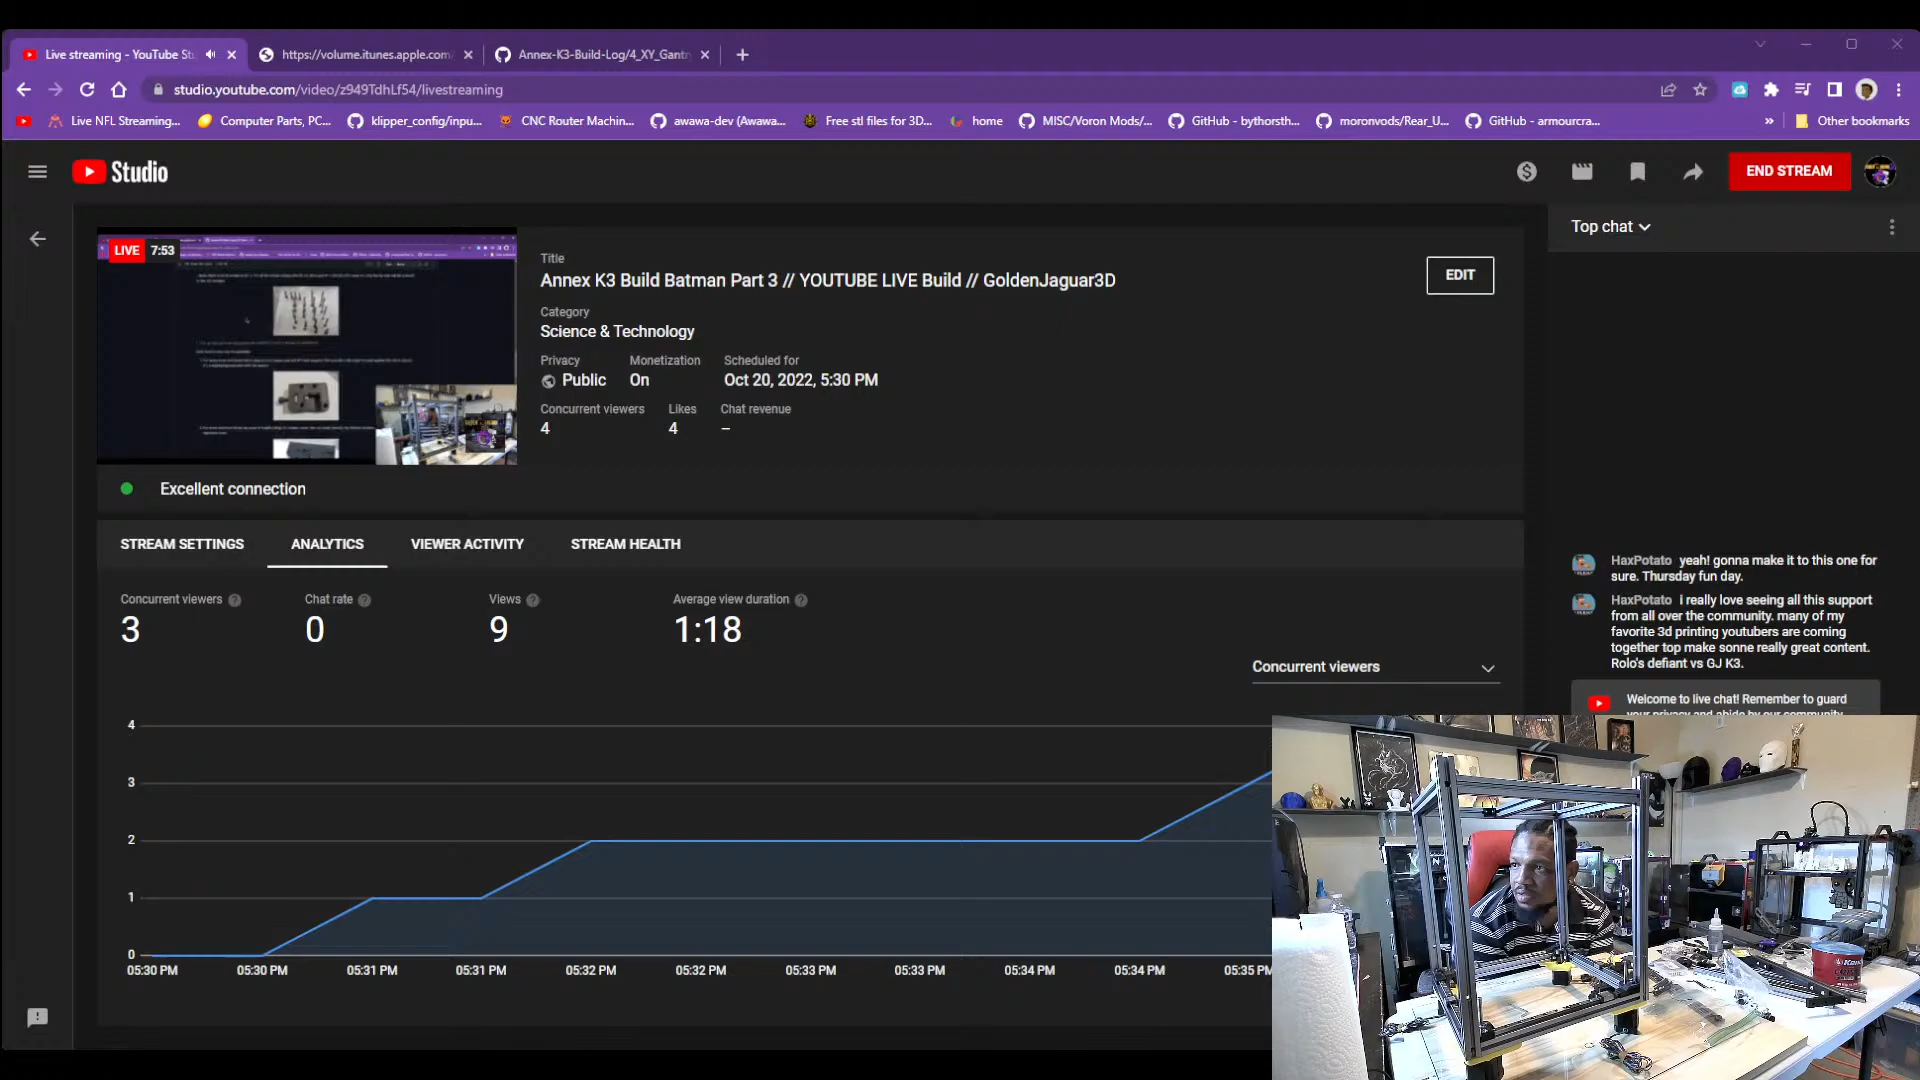 Live streaming - YouTube Stu
https://volume.itunes.apple.com/
Annex-K3-Build-Log/4_XY_Gantr
studio.youtube.com/video/z949TdhLf54/livestreaming
Live NFL Streaming...
Computer Parts, PC...
klipper_config/inpu...
CNC Router Machin...
awawa-dev (Awawa...
Free stl files for 3D...
home
MISC/Voron Mods/...
GitHub - bythorsth...
moronvods/Rear_U...
GitHub - armourcra...
»
Other bookmarks
Studio
END STREAM
LIVE 7:53
Title
Annex K3 Build Batman Part 3 // YOUTUBE LIVE Build // GoldenJaguar3D
EDIT
Category
Science & Technology
Privacy
Public
Monetization
On
Scheduled for
Oct 20, 2022, 5:30 PM
Concurrent viewers
4
Likes
4
Chat revenue
–
Excellent connection
STREAM SETTINGS
ANALYTICS
VIEWER ACTIVITY
STREAM HEALTH
Concurrent viewers
3
Chat rate
0
Views
9
Average view duration
1:18
Concurrent viewers
4
3
2
1
0
05:30 PM
05:30 PM
05:31 PM
05:31 PM
05:32 PM
05:32 PM
05:33 PM
05:33 PM
05:34 PM
05:34 PM
05:35 PM
Top chat
HaxPotato yeah! gonna make it to this one for
sure. Thursday fun day.
HaxPotato i really love seeing all this support
from all over the community. many of my
favorite 3d printing youtubers are coming
together top make sonne really great content.
Rolo's defiant vs GJ K3.
Welcome to live chat! Remember to guard
your privacy and abide by our community